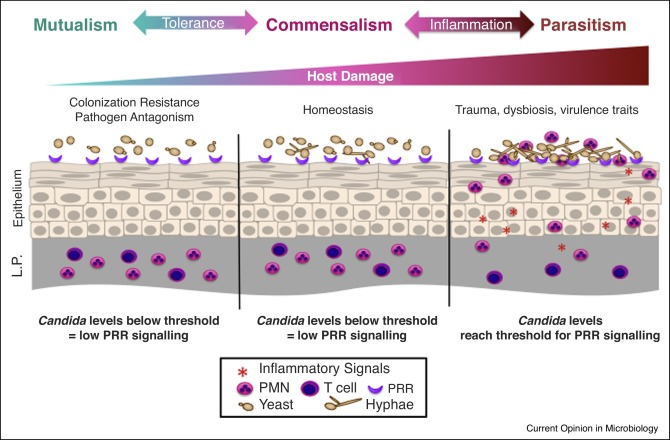 Mutualism Tolerance Commensalism Inflammation Parasitism
Host Damage
Colonization Resistance
Pathogen Antagonism
Homeostasis
Trauma, dysbiosis, virulence traits
Epithelium
L.P.
Candida levels below threshold
= low PRR signalling
Candida levels below threshold
= low PRR signalling
Candida levels
reach threshold for PRR signalling
Inflammatory Signals
PMN T cell PRR
Yeast Hyphae
Current Opinion in Microbiology